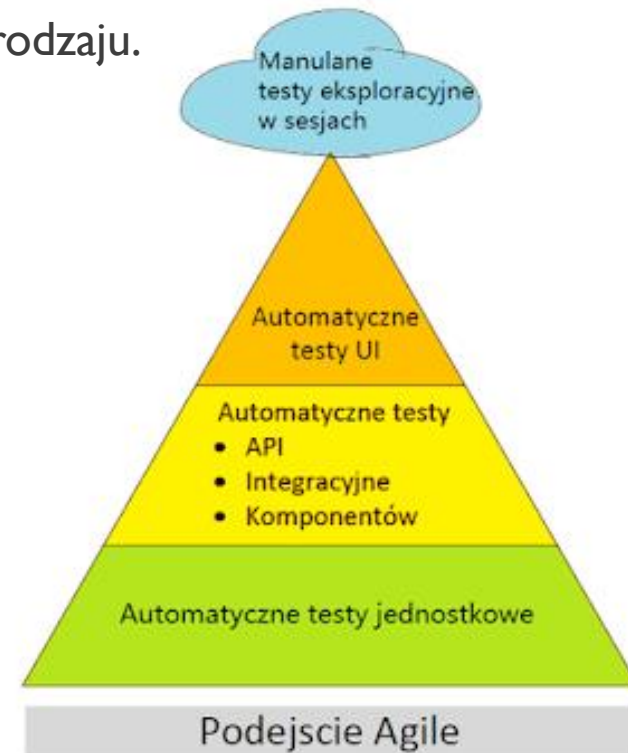 rodzaju.
Manulane
testy eksploracyjne
w sesjach
Automatyczne
testy UI
Automatyczne testy
• API
• Integracyjne
• Komponentów
Automatyczne testy jednostkowe
Podejscie Agile